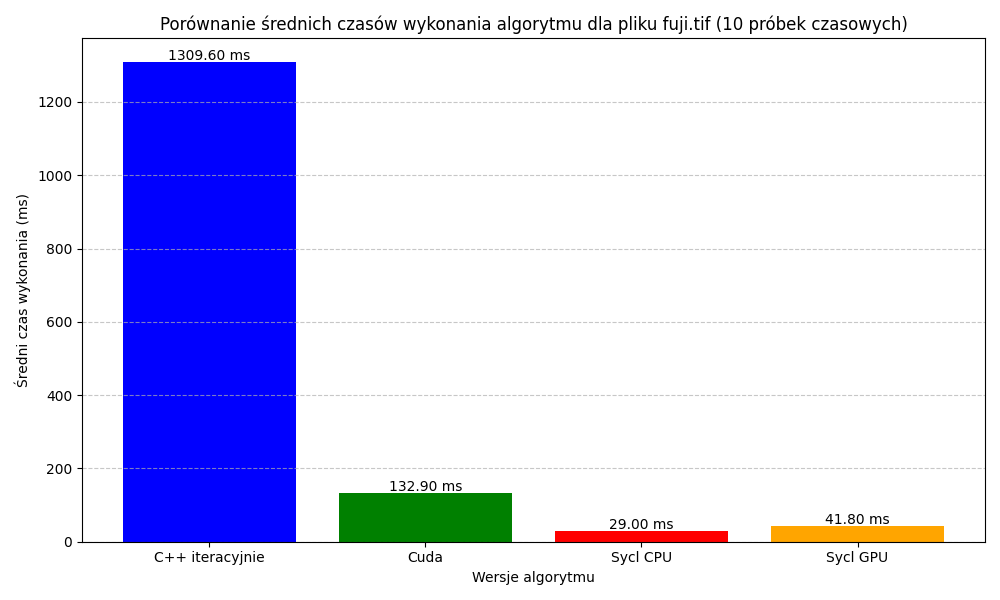 Porównanie średnich czasów wykonania algorytmu dla pliku fuji.tif (10 próbek czasowych)
1309.60 ms
132.90 ms
29.00 ms
41.80 ms
Średni czas wykonania (ms)
1200
1000
800
600
400
200
0
C++ iteracyjnie
Cuda
Sycl CPU
Sycl GPU
Wersje algorytmu